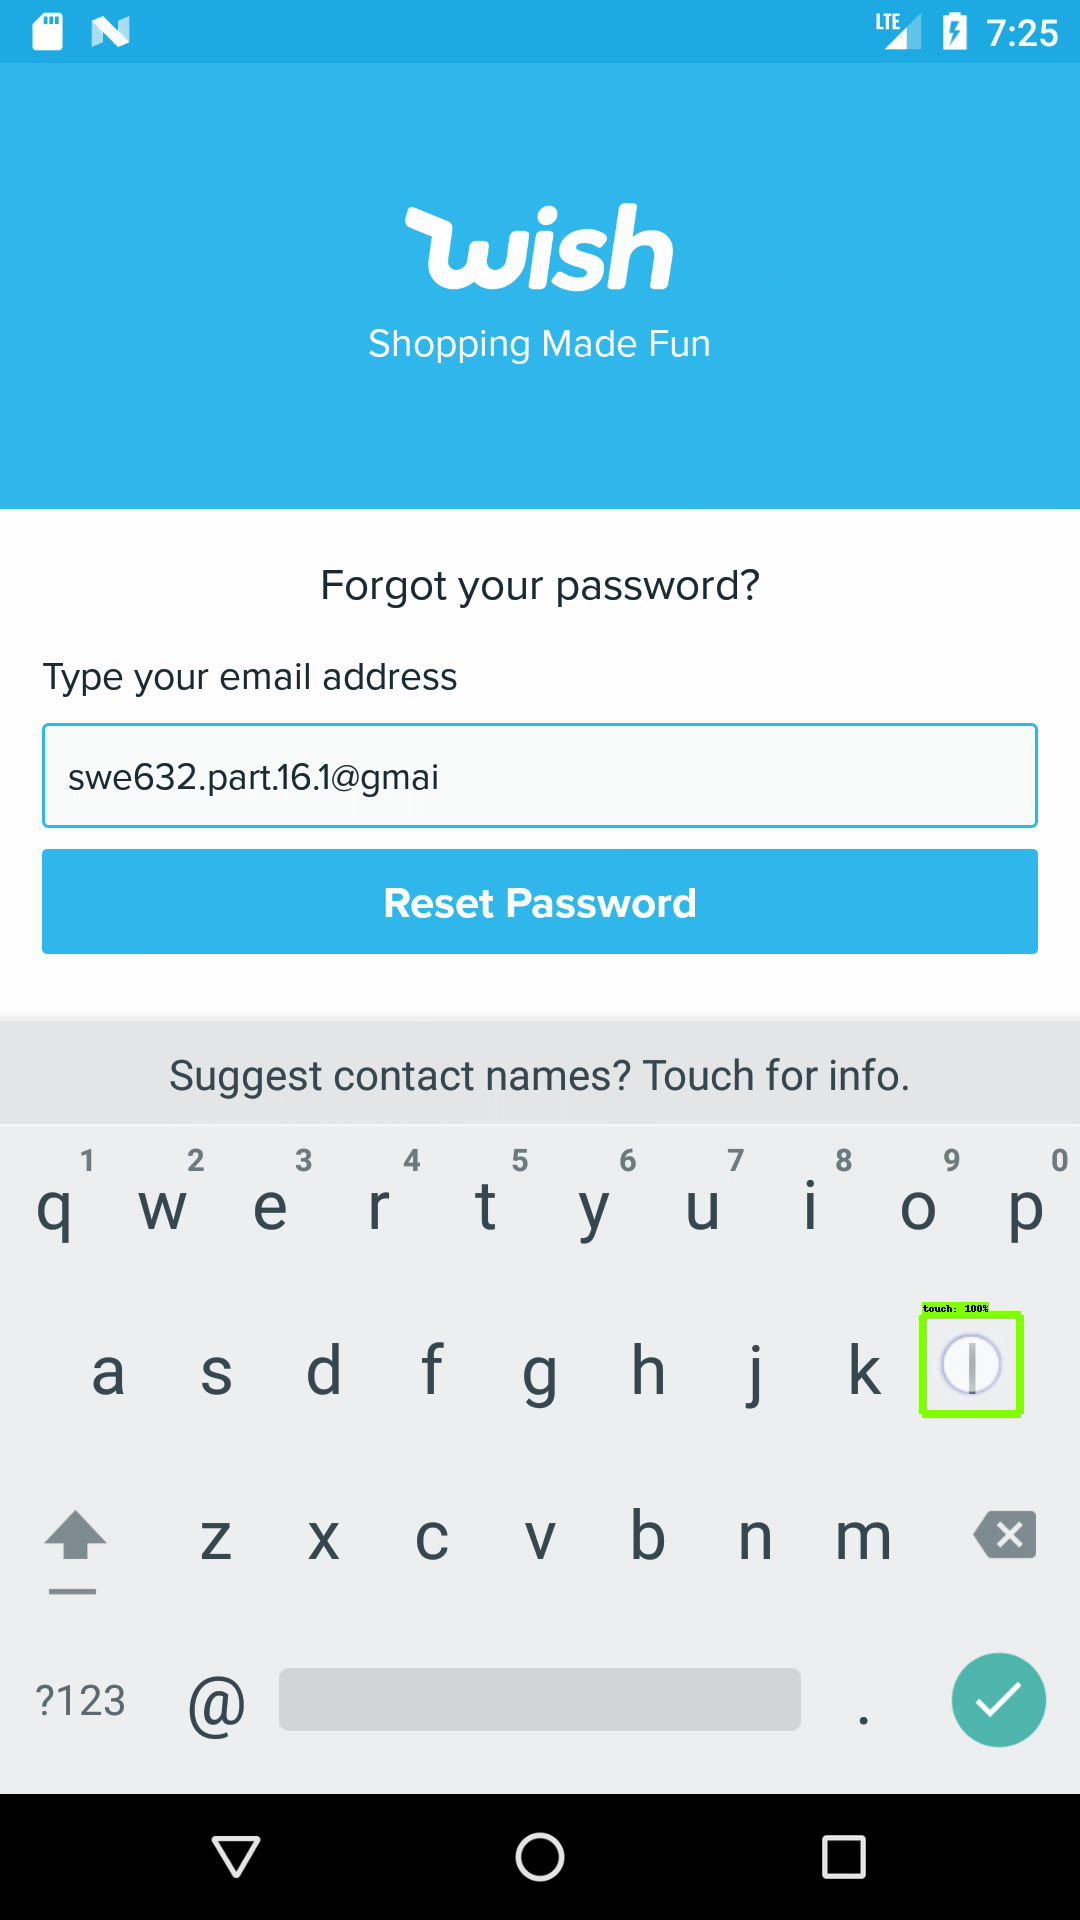 LTE 7:25
wish
Shopping Made Fun
Forgot your password?
Type your email address
swe632.part.16.1@gmai
Reset Password
Suggest contact names? Touch for info.
1 2 3 4 5 6 7 8 9 0
q w e r t y u i o p
touch: 100%
a s d f g h j k l
z x c v b n m
?123 @ .